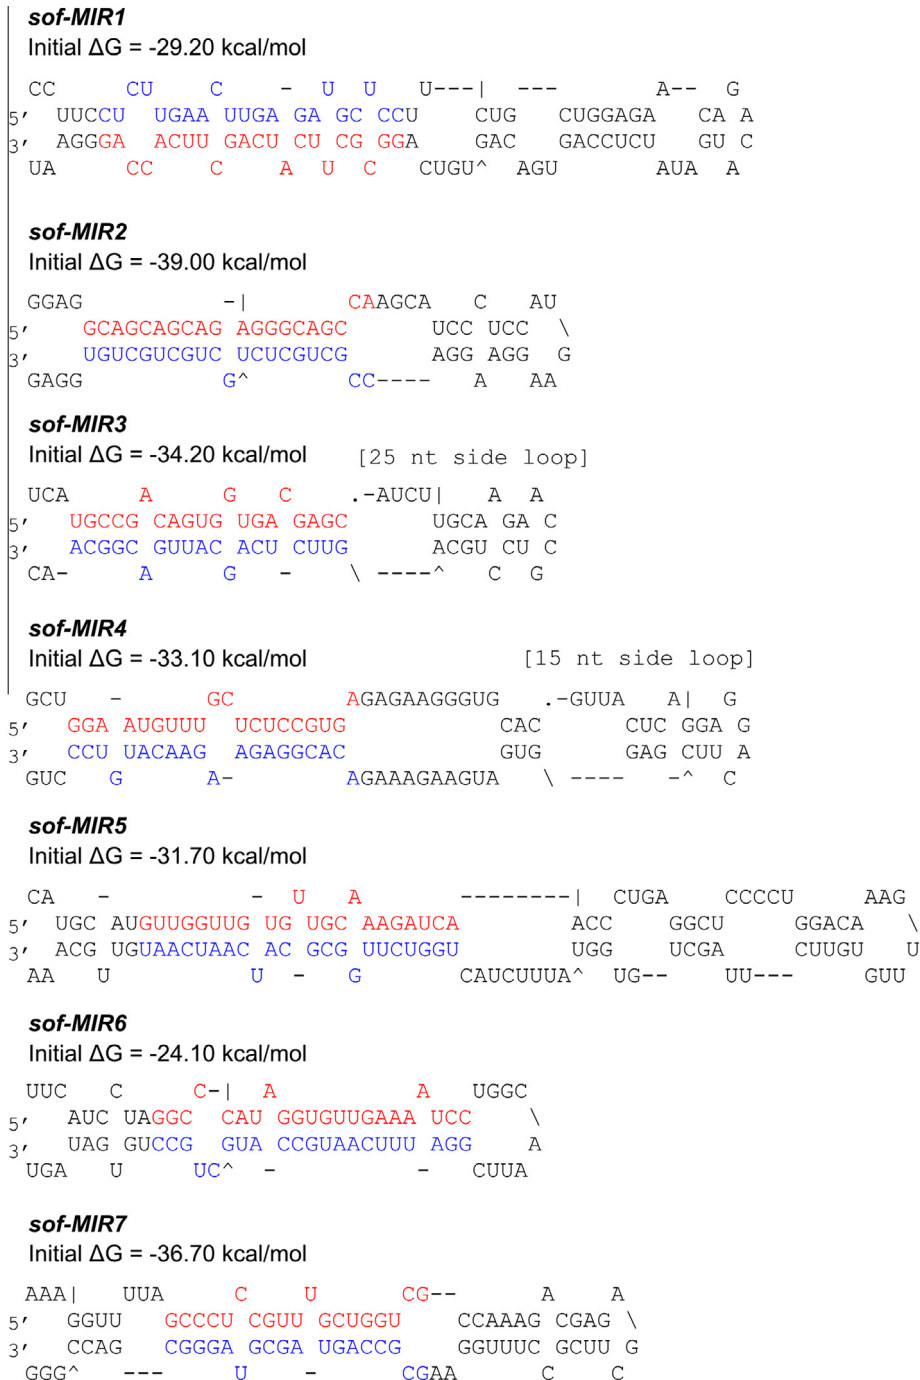 sof-MIR1
Initial ΔG = -29.20 kcal/mol
CC     CU   C    -  U  U   U---|  ---       A--  G
5′ UUCCU  UGAA UUGA GA GC CCU    CUG   CUGGAGA   CA A
3′ AGGGA  ACUU GACU CU CG GGA    GAC   GACCUCU   GU C
UA     CC   C    A  U  C   CUGU^  AGU       AUA  A
sof-MIR2
Initial ΔG = -39.00 kcal/mol
GGAG          -|       CAAGCA   C   AU
5′ GCAGCAGCAG AGGGCAGC      UCC UCC  \
3′ UGUCGUCGUC UCUCGUCG      AGG AGG  G
GAGG          G^       CC----   A   AA
sof-MIR3
Initial ΔG = -34.20 kcal/mol
[25 nt side loop]
UCA     A     G   C    .-AUCU|    A  A
5′ UGCCG CAGUG UGA GAGC      UGCA GA C
3′ ACGGC GUUAC ACU CUUG      ACGU CU C
CA-     A     G   -    \ ----^    C  G
sof-MIR4
Initial ΔG = -33.10 kcal/mol
[15 nt side loop]
GCU   -      GC        AGAGAAGGGUG   .-GUUA   A|   G
5′ GGA AUGUUU  UCUCCGUG           CAC      CUC GGA G
3′ CCU UACAAG  AGAGGCAC           GUG      GAG CUU A
GUC   G      A-        AGAAAGAAGUA   \ ----   -^   C
sof-MIR5
Initial ΔG = -31.70 kcal/mol
CA   -          -  U   A       --------|   CUGA    CCCCU     AAG
5′ UGC AUGUUGGUUG UG UGC AAGAUCA        ACC    GGCU     GGACA   \
3′ ACG UGUAACUAAC AC GCG UUCUGGU        UGG    UCGA     CUUGU   U
AA   U          U  -   G       CAUCUUUA^   UG--    UU---     GUU
sof-MIR6
Initial ΔG = -24.10 kcal/mol
UUC   C     C-|   A          A   UGGC
5′ AUC UAGGC  CAU GGUGUUGAAA UCC    \
3′ UAG GUCCG  GUA CCGUAACUUU AGG    A
UGA   U     UC^   -          -   CUUA
sof-MIR7
Initial ΔG = -36.70 kcal/mol
AAA|    UUA     C    U      CG--      A    A
5′ GGUU   GCCCU CGUU GCUGGU    CCAAAG CGAG \
3′ CCAG   CGGGA GCGA UGACCG    GGUUUC GCUU G
GGG^    ---     U    -      CGAA      C    C